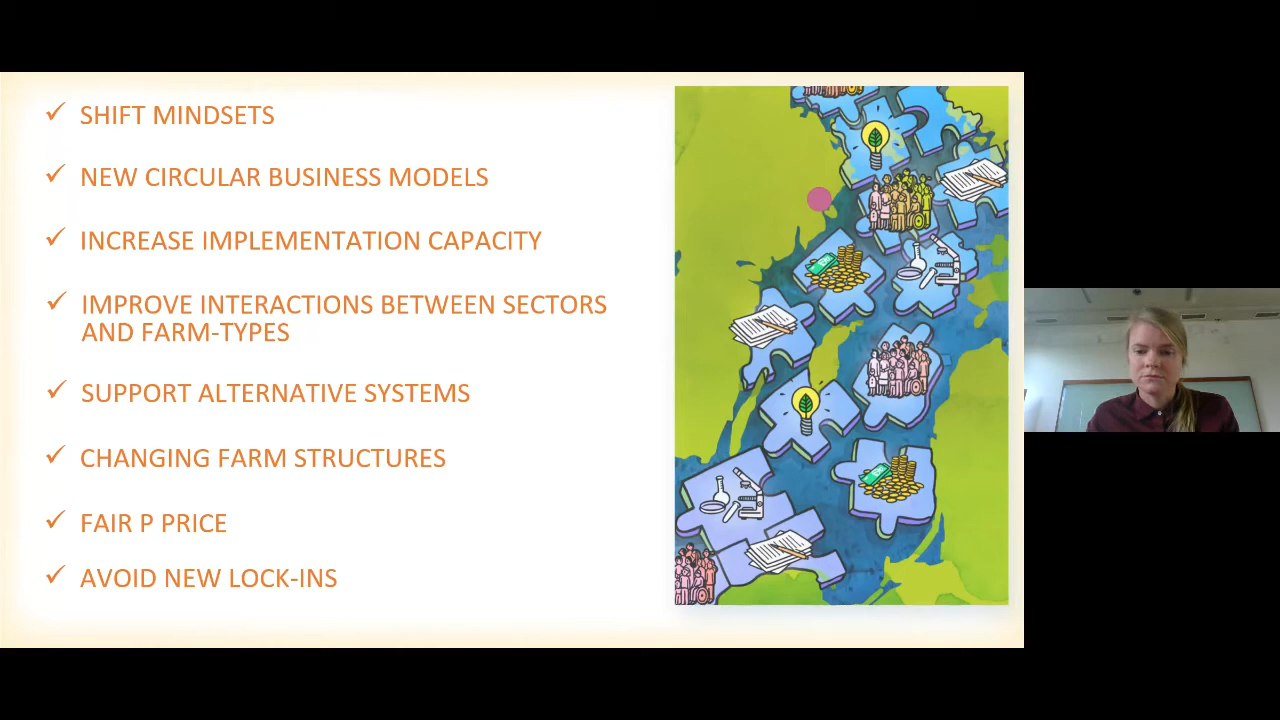 SHIFT MINDSETS
NEW CIRCULAR BUSINESS MODELS
INCREASE IMPLEMENTATION CAPACITY
IMPROVE INTERACTIONS BETWEEN SECTORS
AND FARM-TYPES
SUPPORT ALTERNATIVE SYSTEMS
CHANGING FARM STRUCTURES
FAIR P PRICE
AVOID NEW LOCK-INS